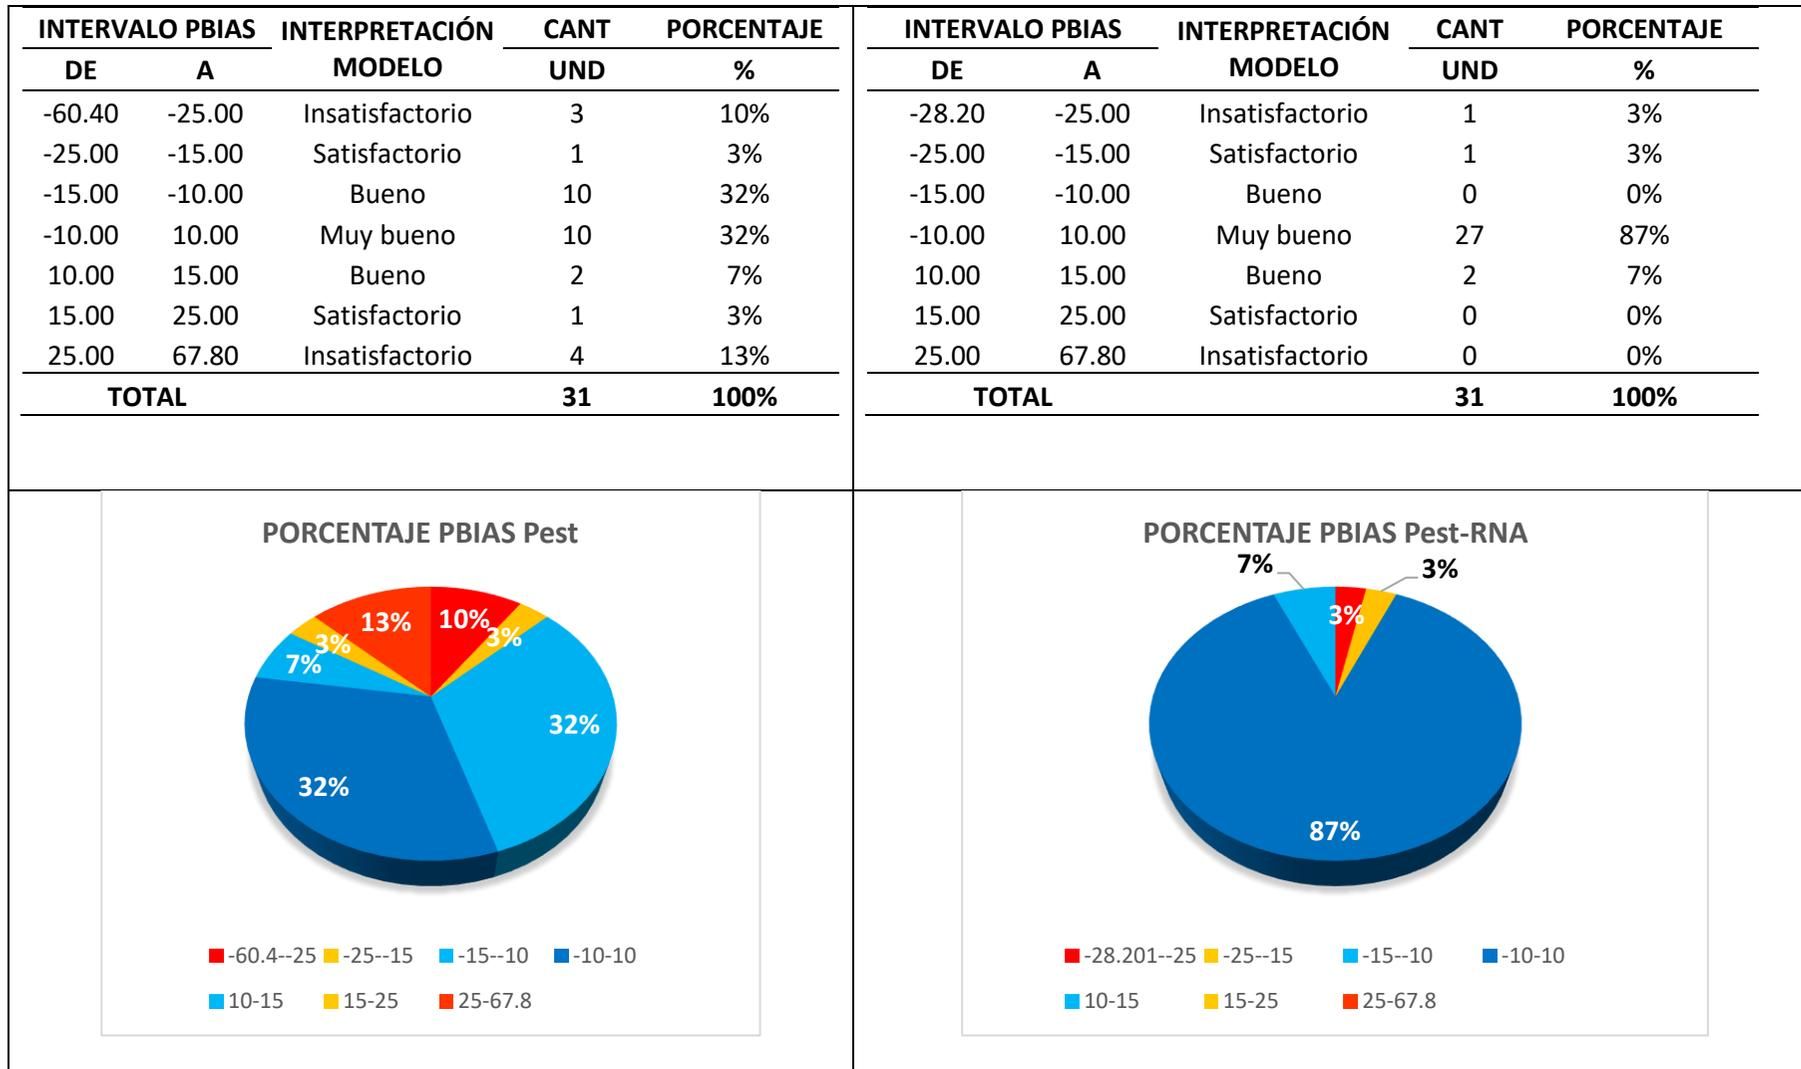 INTERVALO PBIAS INTERPRETACIÓN CANT PORCENTAJE
DE A MODELO UND %
-60.40 -25.00 Insatisfactorio 3 10%
-25.00 -15.00 Satisfactorio 1 3%
-15.00 -10.00 Bueno 10 32%
-10.00 10.00 Muy bueno 10 32%
10.00 15.00 Bueno 2 7%
15.00 25.00 Satisfactorio 1 3%
25.00 67.80 Insatisfactorio 4 13%
TOTAL 31 100%
INTERVALO PBIAS INTERPRETACIÓN CANT PORCENTAJE
DE A MODELO UND %
-28.20 -25.00 Insatisfactorio 1 3%
-25.00 -15.00 Satisfactorio 1 3%
-15.00 -10.00 Bueno 0 0%
-10.00 10.00 Muy bueno 27 87%
10.00 15.00 Bueno 2 7%
15.00 25.00 Satisfactorio 0 0%
25.00 67.80 Insatisfactorio 0 0%
TOTAL 31 100%
PORCENTAJE PBIAS Pest
13% 10%
3% 3%
7%
32%
32%
-60.4--25 -25--15 -15--10 -10-10
10-15 15-25 25-67.8
PORCENTAJE PBIAS Pest-RNA
7% 3%
3%
87%
-28.201--25 -25--15 -15--10 -10-10
10-15 15-25 25-67.8